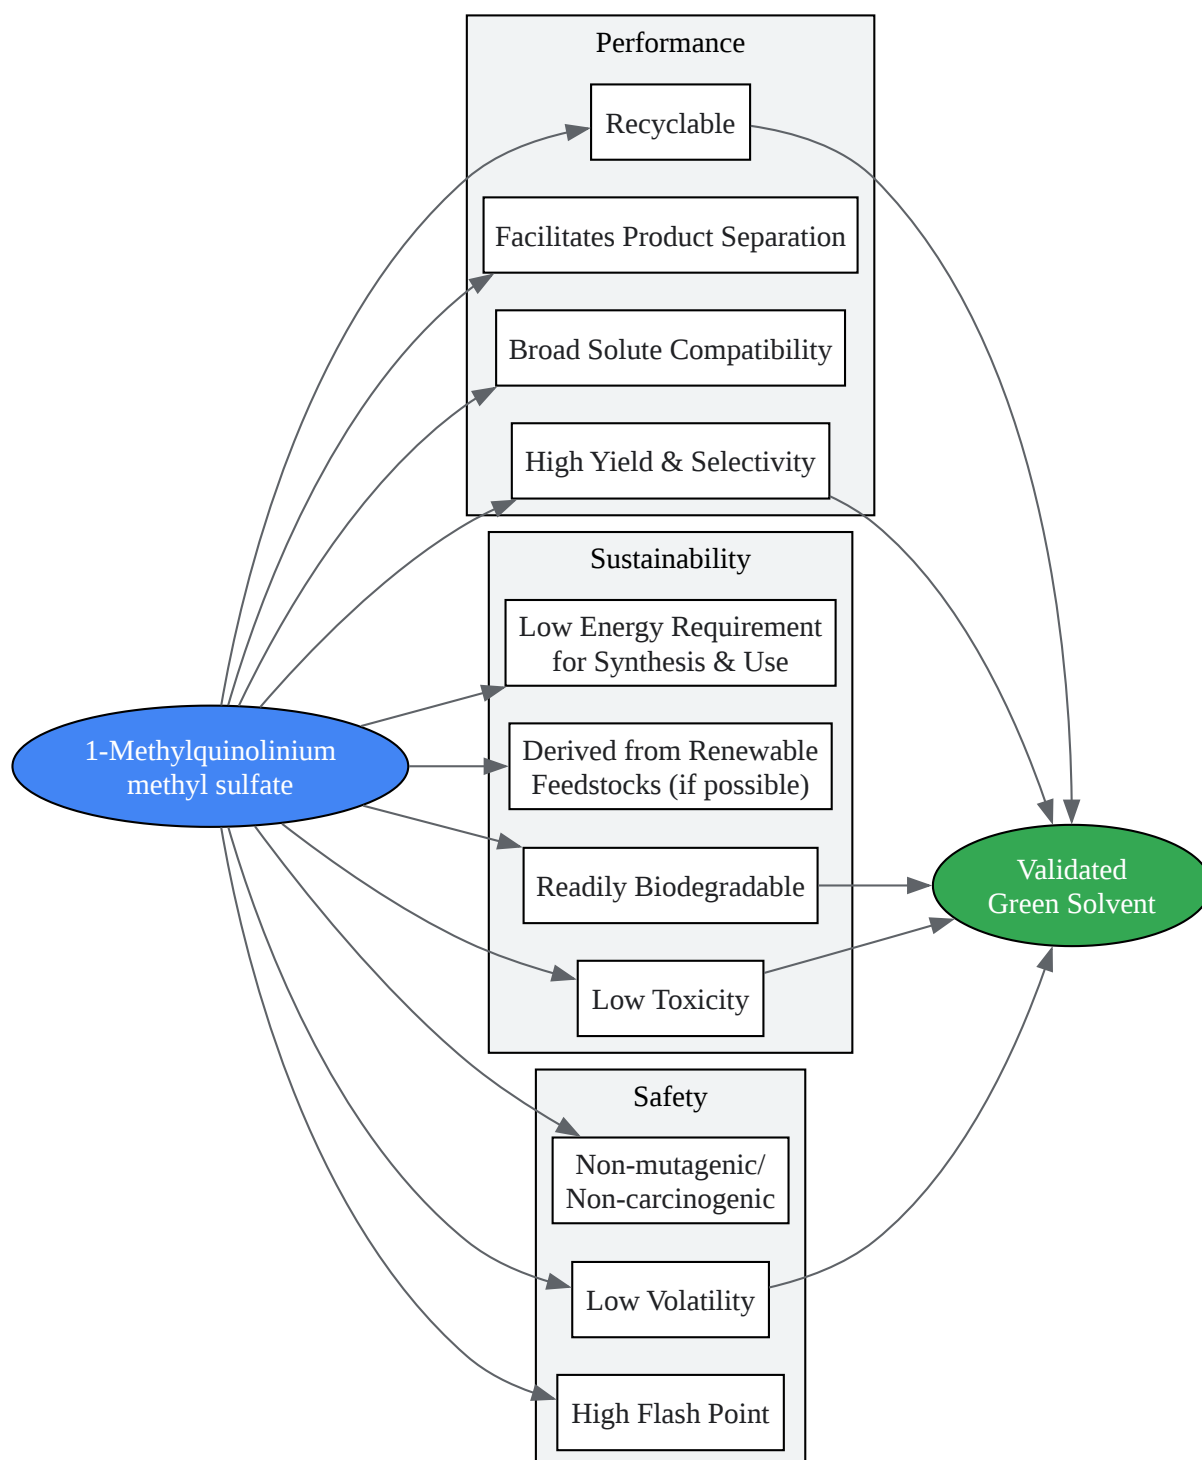 Performance
Recyclable
Facilitates Product Separation
Broad Solute Compatibility
High Yield & Selectivity
Sustainability
Low Energy Requirement
for Synthesis & Use
1-Methylquinolinium
methyl sulfate
Derived from Renewable
Feedstocks (if possible)
Readily Biodegradable
Validated
Green Solvent
Low Toxicity
Safety
Non-mutagenic/
Non-carcinogenic
Low Volatility
High Flash Point